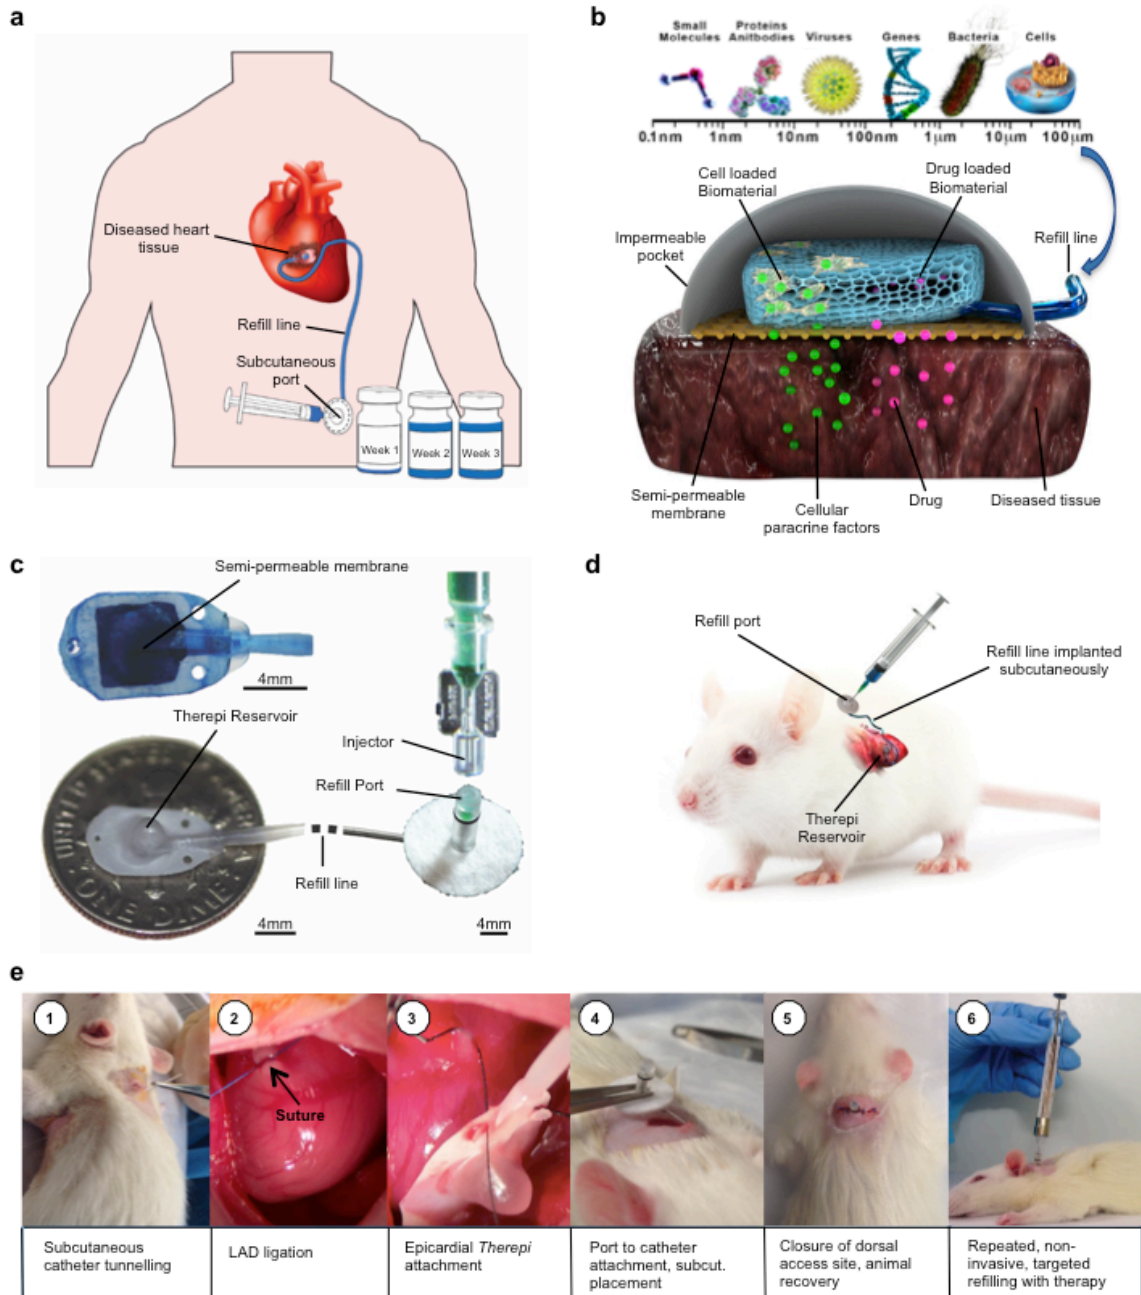 a
Diseased heart
tissue
Refill line
Subcutaneous
port
Week 1
Week 2
Week 3
b
Small
Molecules
Proteins
Anitbodies
Viruses
Genes
Bacteria
Cells
0.1nm
1nm
10nm
100nm
1µm
10µm
100µm
Cell loaded
Biomaterial
Drug loaded
Biomaterial
Impermeable
pocket
Refill line
Semi-permeable
membrane
Cellular
paracrine factors
Drug
Diseased tissue
c
Semi-permeable membrane
4mm
Therepi Reservoir
Injector
Refill Port
Refill line
ONE DIME
4mm
4mm
d
Refill port
Refill line implanted
subcutaneously
Therepi
Reservoir
e
1
2
3
4
5
6
Suture
Subcutaneous
catheter tunnelling
LAD ligation
Epicardial Therepi
attachment
Port to catheter
attachment, subcut.
placement
Closure of dorsal
access site, animal
recovery
Repeated, non-
invasive, targeted
refilling with therapy